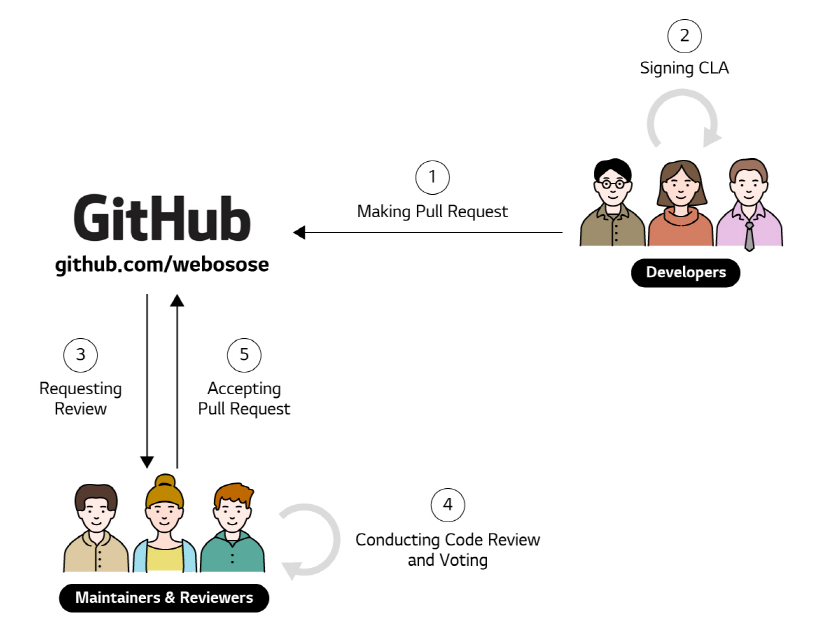 2
Signing CLA
1
Making Pull Request
GitHub
github.com/webosose
Developers
3
Requesting
Review
5
Accepting
Pull Request
4
Conducting Code Review
and Voting
Maintainers & Reviewers